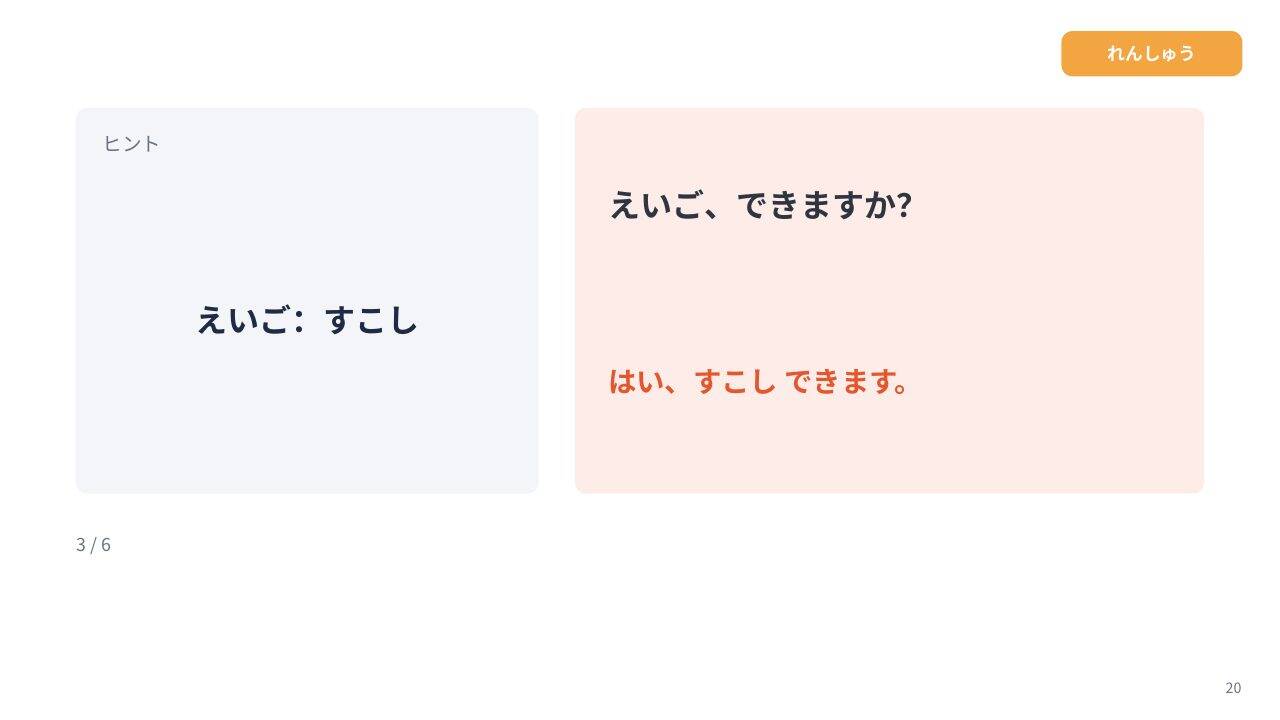 れんしゅう
ヒント
えいご：すこし
えいご、できますか?
はい、すこし できます。
3 / 6
20